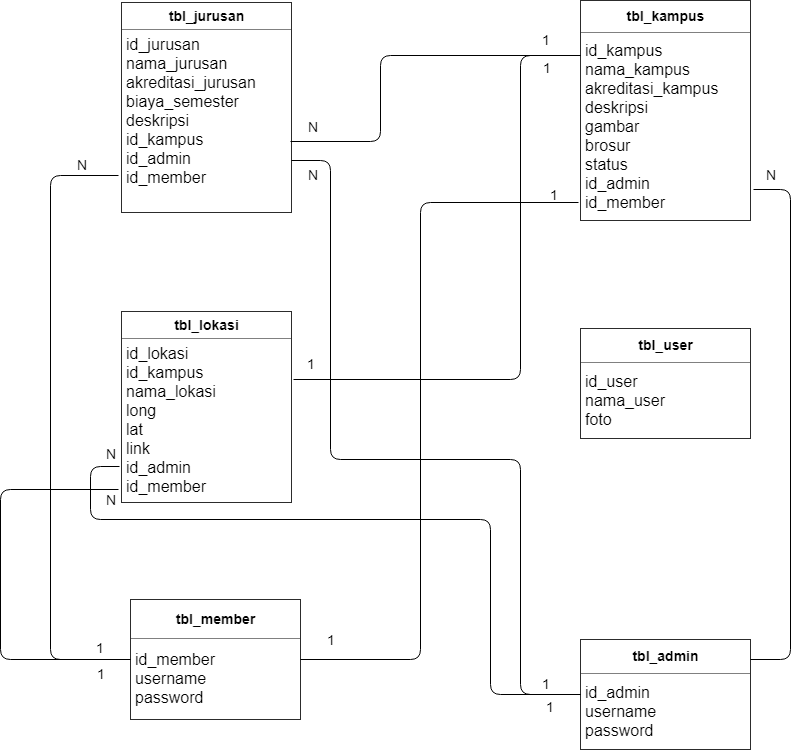 tbl_jurusan
id_jurusan
nama_jurusan
akreditasi_jurusan
biaya_semester
deskripsi
id_kampus
id_admin
id_member
N
N
N
tbl_kampus
id_kampus
nama_kampus
akreditasi_kampus
deskripsi
gambar
brosur
status
id_admin
id_member
1
1
1
N
tbl_lokasi
id_lokasi
id_kampus
nama_lokasi
long
lat
link
id_admin
id_member
1
N
N
tbl_user
id_user
nama_user
foto
tbl_member
id_member
username
password
1
1
1
tbl_admin
id_admin
username
password
1
1